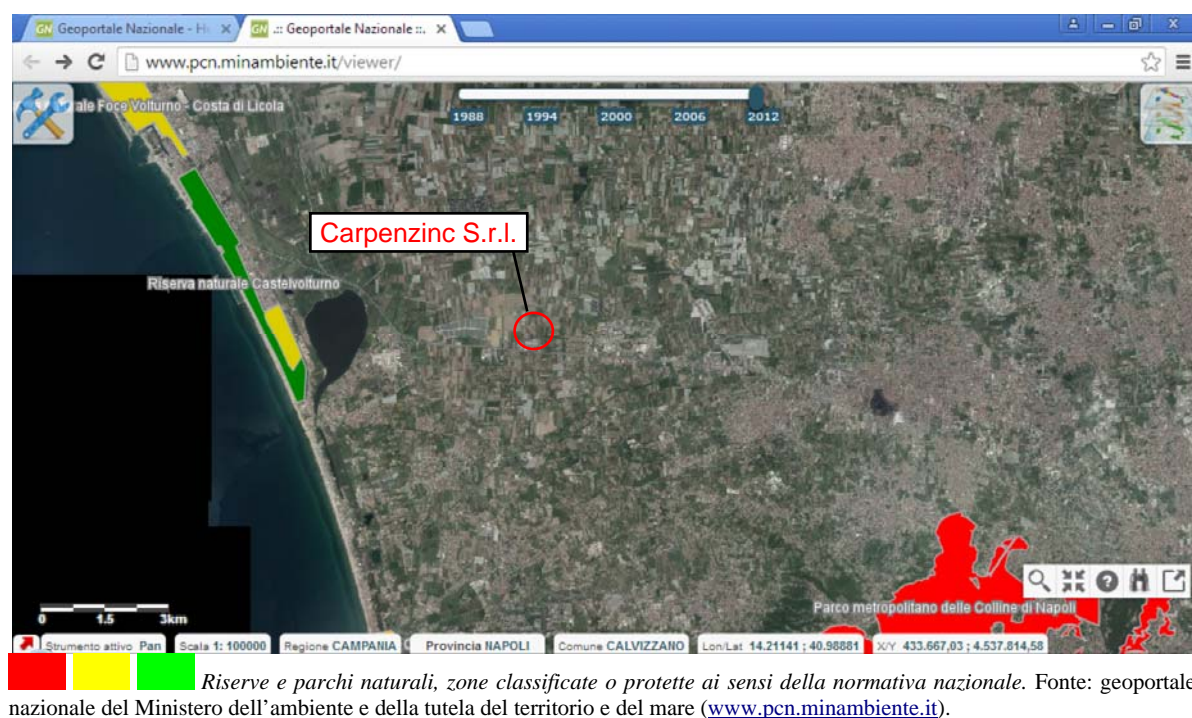 Geoportale Nazionale - H
.:: Geoportale Nazionale ::.
www.pcn.minambiente.it/viewer/
rale Foce Volturno - Costa di Licola
1988 1994 2000 2006 2012
Carpenzinc S.r.l.
Riserva naturale Castelvolturno
Parco metropolitano delle Colline di Napoli
0 1.5 3km
Strumento attivo Pan Scala 1: 100000 Regione CAMPANIA Provincia NAPOLI Comune CALVIZZANO Lon/Lat 14.21141 ; 40.98881 X/Y 433.667,03 ; 4.537.814,58
Riserve e parchi naturali, zone classificate o protette ai sensi della normativa nazionale. Fonte: geoportale
nazionale del Ministero dell’ambiente e della tutela del territorio e del mare (www.pcn.minambiente.it).